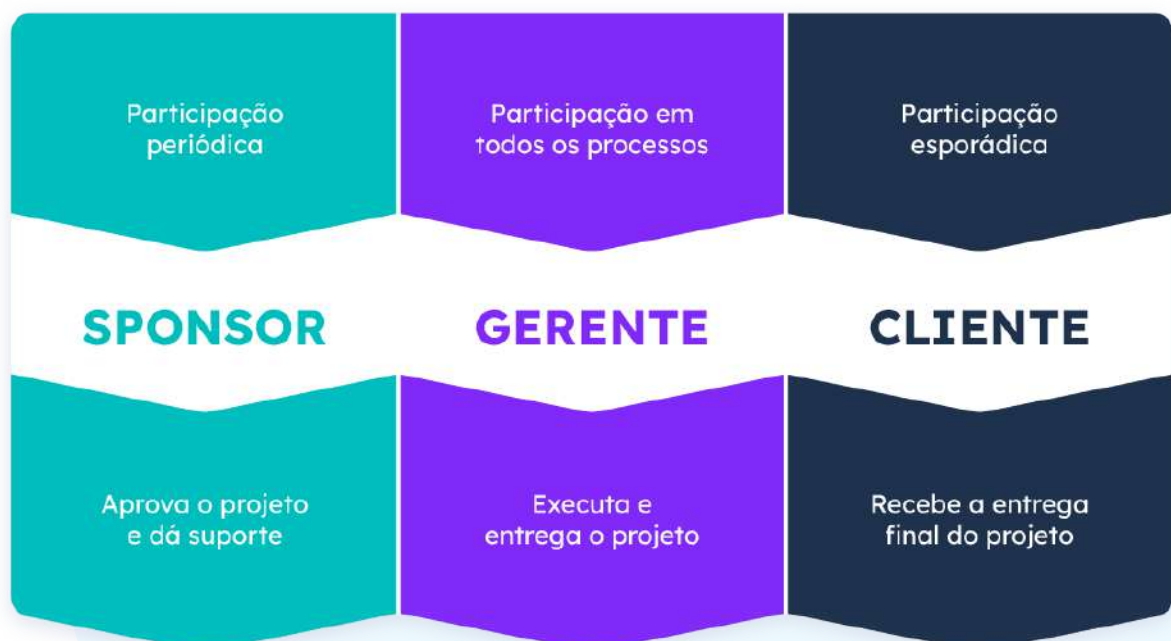 Participação
periódica
Participação em
todos os processos
Participação
esporádica
SPONSOR
GERENTE
CLIENTE
Aprova o projeto
e dá suporte
Executa e
entrega o projeto
Recebe a entrega
final do projeto